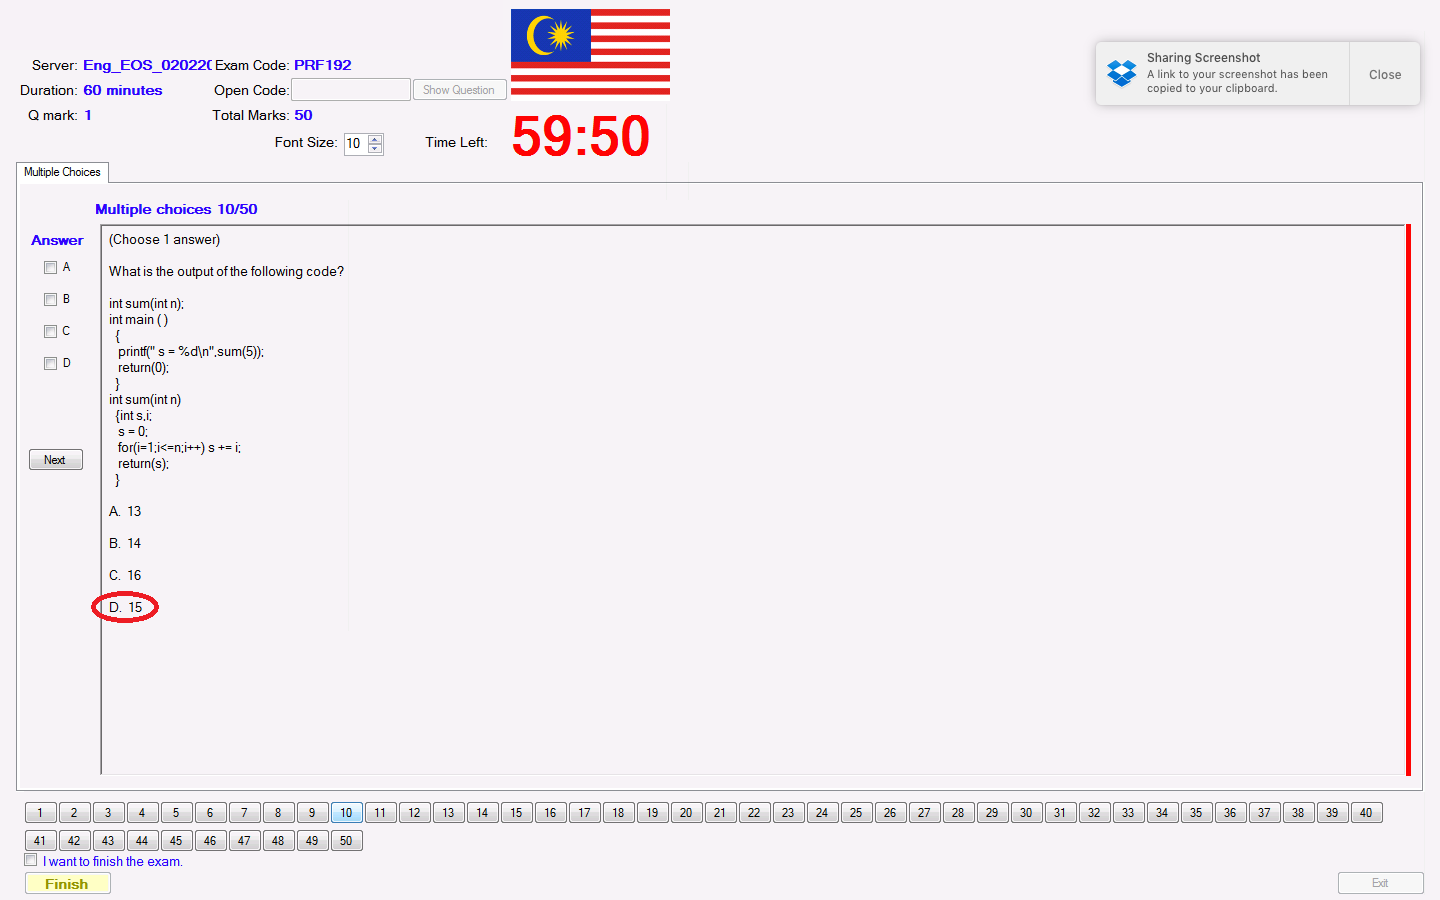 Server: Eng_EOS_02022( Exam Code: PRF192
Duration: 60 minutes Open Code: Show Question
Q mark: 1 Total Marks: 50
Font Size: 10 Time Left: 59:50
Sharing Screenshot
A link to your screenshot has been
copied to your clipboard.
Close
Multiple Choices
Multiple choices 10/50
Answer
A
B
C
D
Next
(Choose 1 answer)
What is the output of the following code?
int sum(int n);
int main ( )
{
printf(" s = %d\n",sum(5));
return(0);
}
int sum(int n)
{int s,i;
s = 0;
for(i=1;i<=n;i++) s += i;
return(s);
}
A. 13
B. 14
C. 16
D. 15
1 2 3 4 5 6 7 8 9 10 11 12 13 14 15 16 17 18 19 20 21 22 23 24 25 26 27 28 29 30 31 32 33 34 35 36 37 38 39 40
41 42 43 44 45 46 47 48 49 50
I want to finish the exam.
Finish
Exit